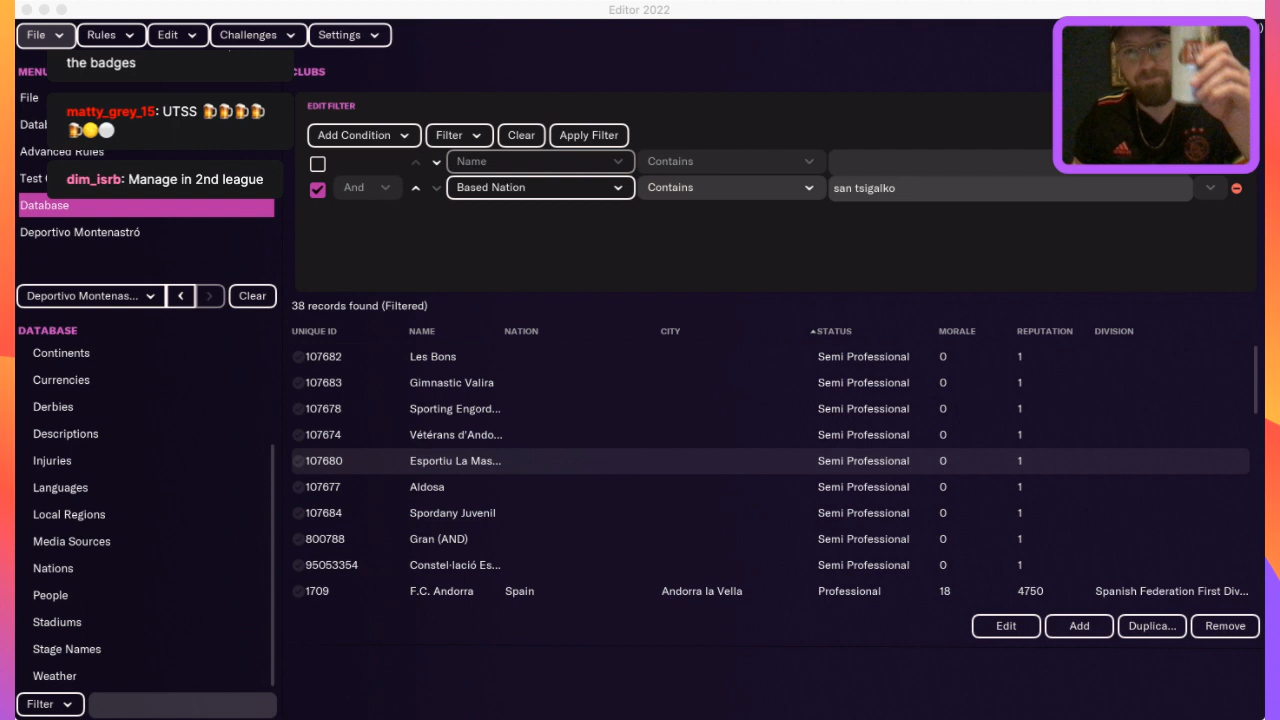 Editor 2022
File
Rules
Edit
Challenges
Settings
the badges
matty_grey_15: UTSS 🍺🍺🍺🍺
🍺🟡⚪
dim_isrb: Manage in 2nd league
MENU
File
Datab
Advanced Rules
Test
Database
Deportivo Montenastró
Deportivo Montenas...
Clear
DATABASE
Continents
Currencies
Derbies
Descriptions
Injuries
Languages
Local Regions
Media Sources
Nations
People
Stadiums
Stage Names
Weather
Filter
CLUBS
EDIT FILTER
Add Condition
Filter
Clear
Apply Filter
Name Contains
And Based Nation Contains san tsigalko
38 records found (Filtered)
UNIQUE ID NAME NATION CITY STATUS MORALE REPUTATION DIVISION
107682 Les Bons Semi Professional 0 1
107683 Gimnastic Valira Semi Professional 0 1
107678 Sporting Engord... Semi Professional 0 1
107674 Vétérans d'Ando... Semi Professional 0 1
107680 Esportiu La Mas... Semi Professional 0 1
107677 Aldosa Semi Professional 0 1
107684 Spordany Juvenil Semi Professional 0 1
800788 Gran (AND) Semi Professional 0 1
95053354 Constel·lació Es... Semi Professional 0 1
1709 F.C. Andorra Spain Andorra la Vella Professional 18 4750 Spanish Federation First Div...
Edit
Add
Duplica...
Remove